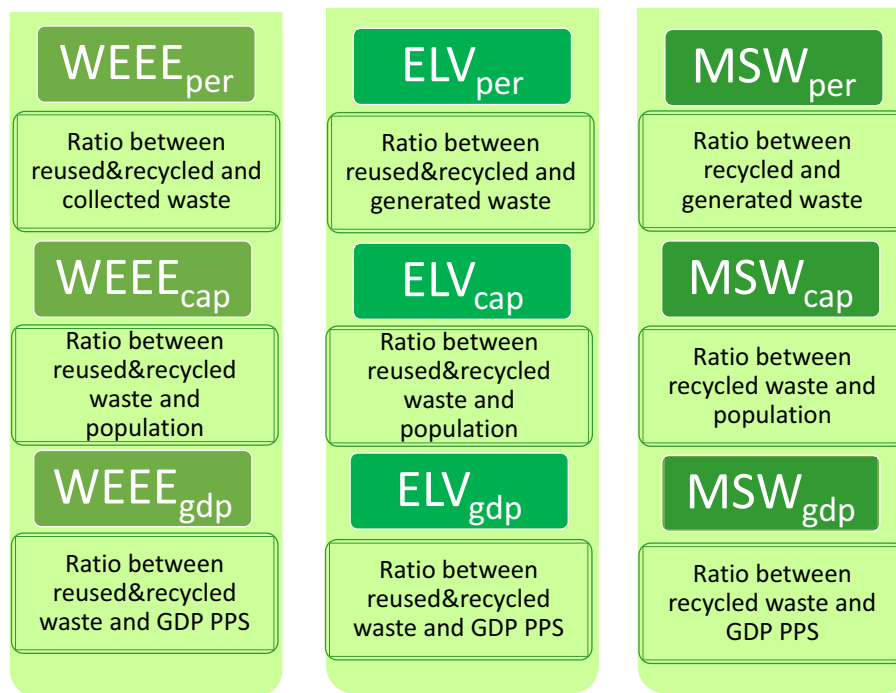 WEEEper
Ratio between
reused&recycled and
collected waste
WEEEcap
Ratio between
reused&recycled
waste and
population
WEEEgdp
Ratio between
reused&recycled
waste and GDP PPS
ELVper
Ratio between
reused&recycled and
generated waste
ELVcap
Ratio between
reused&recycled
waste and
population
ELVgdp
Ratio between
reused&recycled
waste and GDP PPS
MSWper
Ratio between
recycled and
generated waste
MSWcap
Ratio between
recycled waste and
population
MSWgdp
Ratio between
recycled waste and
GDP PPS